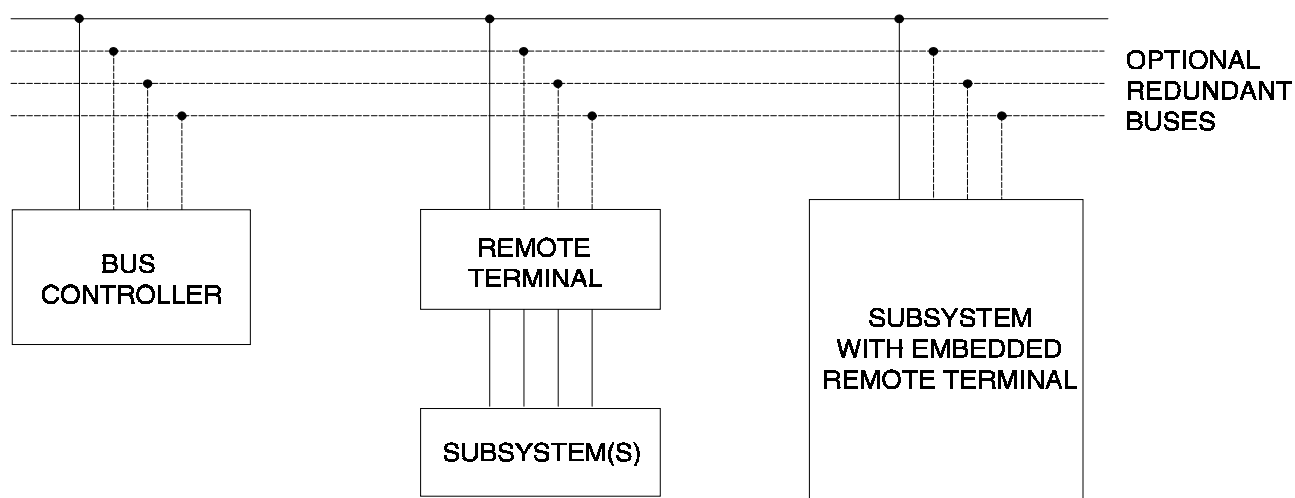 OPTIONAL
REDUNDANT
BUSES
BUS
CONTROLLER
REMOTE
TERMINAL
SUBSYSTEM(S)
SUBSYSTEM
WITH EMBEDDED
REMOTE TERMINAL